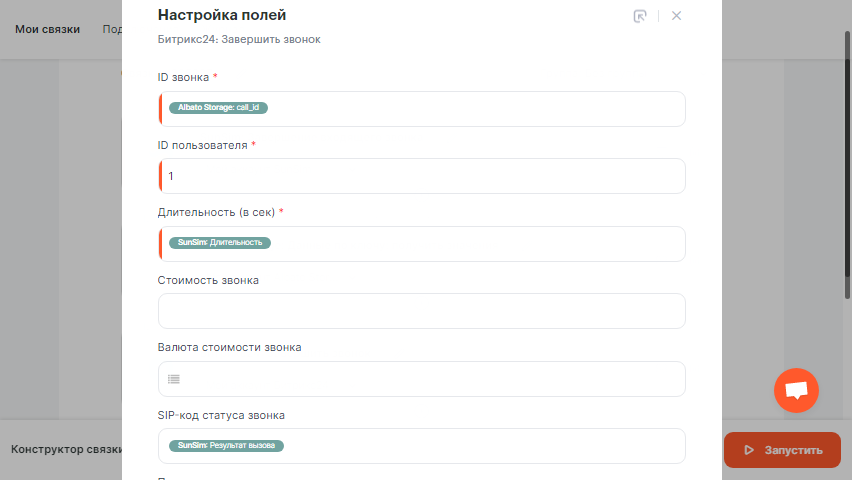 Настройка полей
Мои связки
Под
Битрикс24: Завершить звонок
ID звонка *
Albato Storage: call_id
ID пользователя *
1
Длительность (в сек) *
SunSim: Длительность
Стоимость звонка
Валюта стоимости звонка
SIP-код статуса звонка
SunSim: Результат вызова
Конструктор связки
Запустить